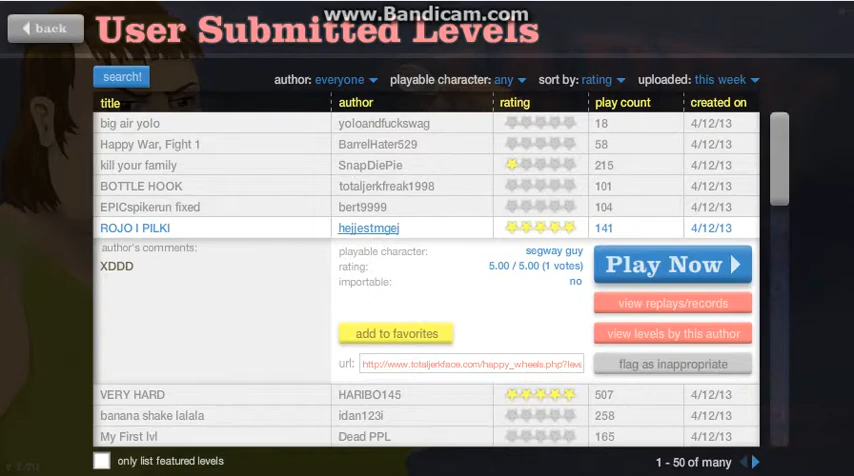 www.Bandicam.com
back
User Submitted Levels
search!
author: everyone playable character: any sort by: rating uploaded: this week
title author rating play count created on
big air yolo yoloandfuckswag 18 4/12/13
Happy War, Fight 1 BarrelHater529 58 4/12/13
kill your family SnapDiePie 215 4/12/13
BOTTLE HOOK totaljerkfreak1998 101 4/12/13
EPICspikerun fixed bert9999 104 4/12/13
ROJO I PILKI hejjestmgej 141 4/12/13
author's comments:
XDDD
playable character: segway guy
rating: 5.00 / 5.00 (1 votes)
importable: no
Play Now
view replays/records
add to favorites
view levels by this author
url: http://www.totaljerkface.com/happy_wheels.php?leve
flag as inappropriate
VERY HARD HARIBO145 507 4/12/13
banana shake lalala idan123i 258 4/12/13
My First lvl Dead PPL 165 4/12/13
only list featured levels
1 - 50 of many